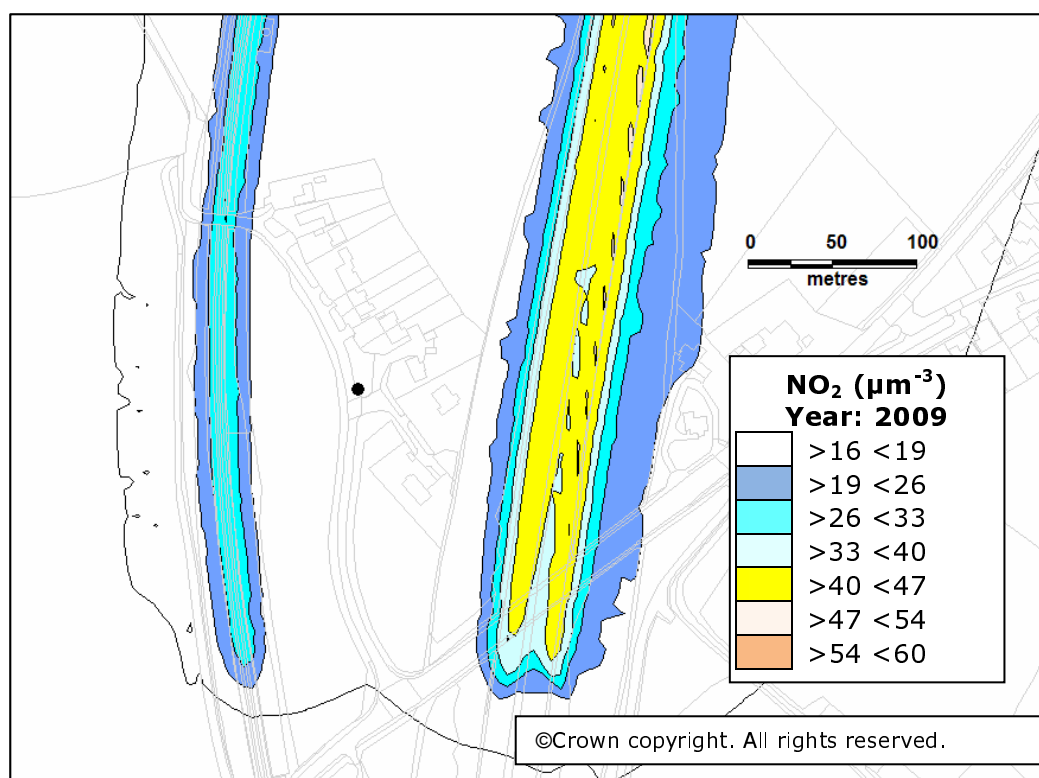 0 50 100
metres
NO₂ (µm⁻³)
Year: 2009
>16 <19
>19 <26
>26 <33
>33 <40
>40 <47
>47 <54
>54 <60
©Crown copyright. All rights reserved.